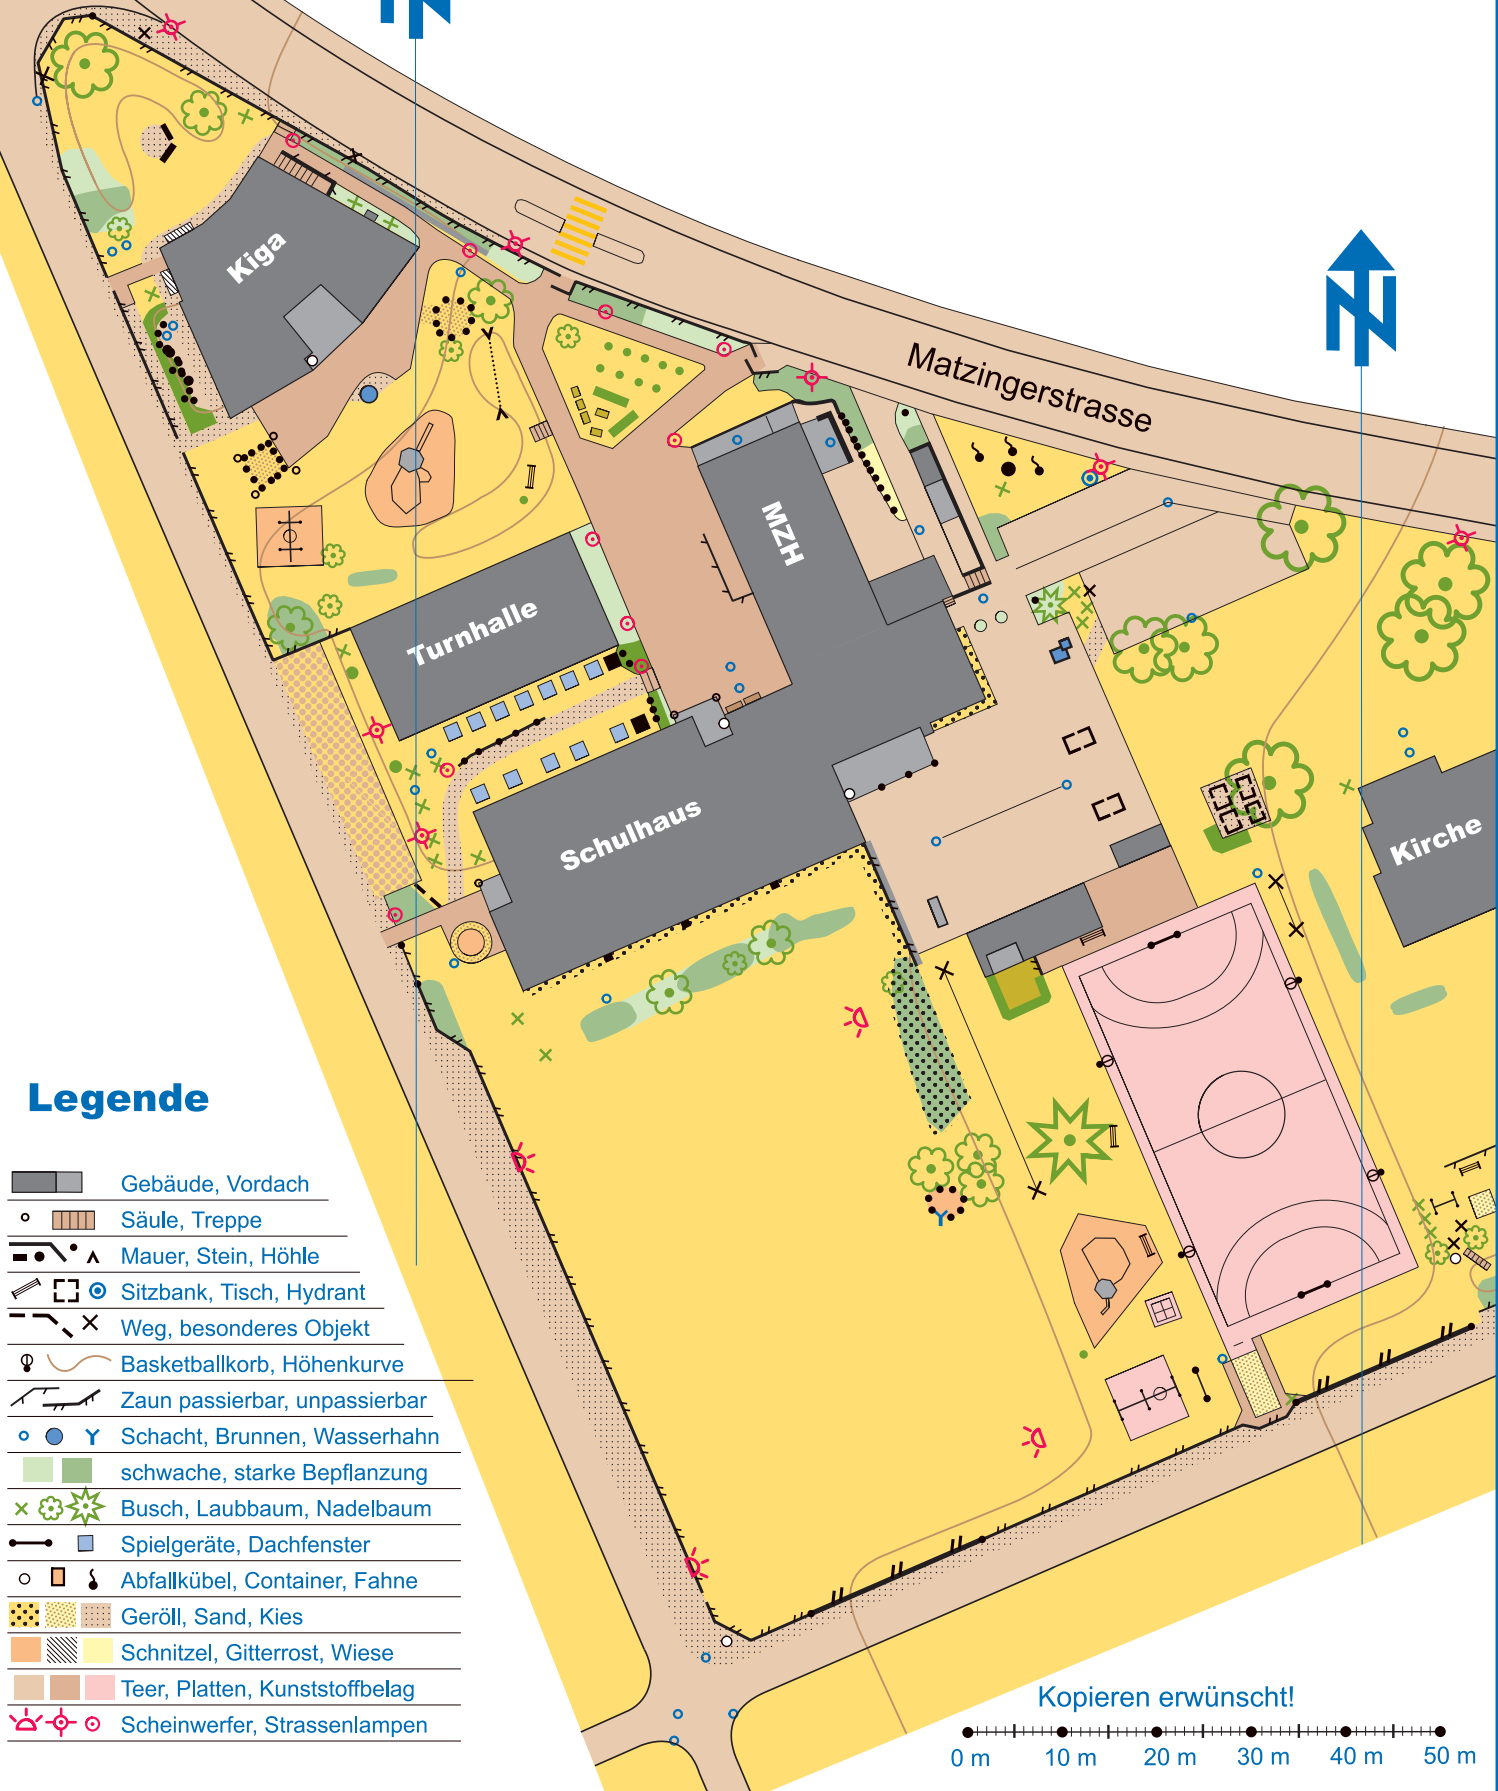 N
Kiga
N
Matzingerstrasse
MZH
Turnhalle
Schulhaus
Kirche
Legende
Gebäude, Vordach
Säule, Treppe
Mauer, Stein, Höhle
Sitzbank, Tisch, Hydrant
Weg, besonderes Objekt
Basketballkorb, Höhenkurve
Zaun passierbar, unpassierbar
Schacht, Brunnen, Wasserhahn
schwache, starke Bepflanzung
Busch, Laubbaum, Nadelbaum
Spielgeräte, Dachfenster
Abfallkübel, Container, Fahne
Geröll, Sand, Kies
Schnitzel, Gitterrost, Wiese
Teer, Platten, Kunststoffbelag
Scheinwerfer, Strassenlampen
Kopieren erwünscht!
0 m 10 m 20 m 30 m 40 m 50 m